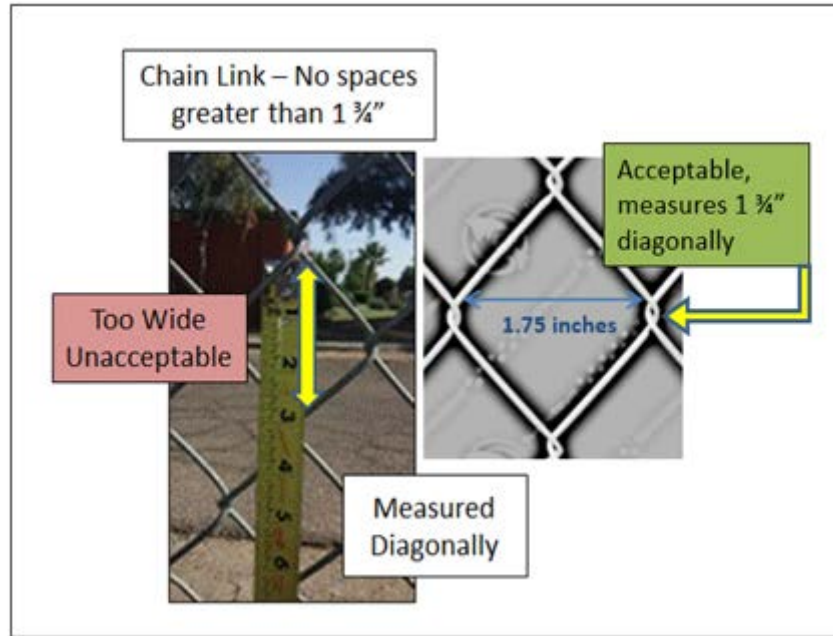 Chain Link – No spaces
greater than 1 ¾”
Acceptable,
measures 1 ¾”
diagonally
Too Wide
Unacceptable
1.75 inches
1
2
3
4
5
6
Measured
Diagonally